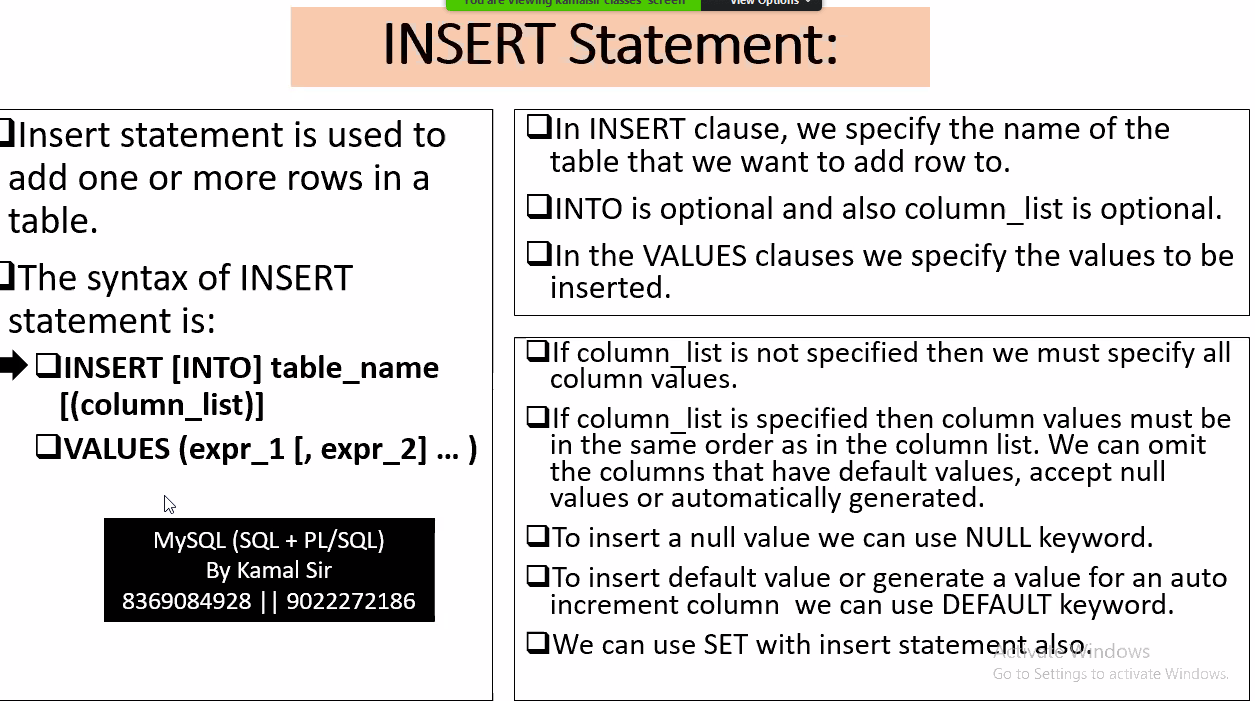 You are viewing kamalsir classes' screen
View Options
INSERT Statement:
Insert statement is used to
add one or more rows in a
table.
The syntax of INSERT
statement is:
INSERT [INTO] table_name
[(column_list)]
VALUES (expr_1 [, expr_2] ... )
MySQL (SQL + PL/SQL)
By Kamal Sir
8369084928 || 9022272186
In INSERT clause, we specify the name of the
table that we want to add row to.
INTO is optional and also column_list is optional.
In the VALUES clauses we specify the values to be
inserted.
If column_list is not specified then we must specify all
column values.
If column_list is specified then column values must be
in the same order as in the column list. We can omit
the columns that have default values, accept null
values or automatically generated.
To insert a null value we can use NULL keyword.
To insert default value or generate a value for an auto
increment column we can use DEFAULT keyword.
We can use SET with insert statement also.
Activate Windows
Go to Settings to activate Windows.